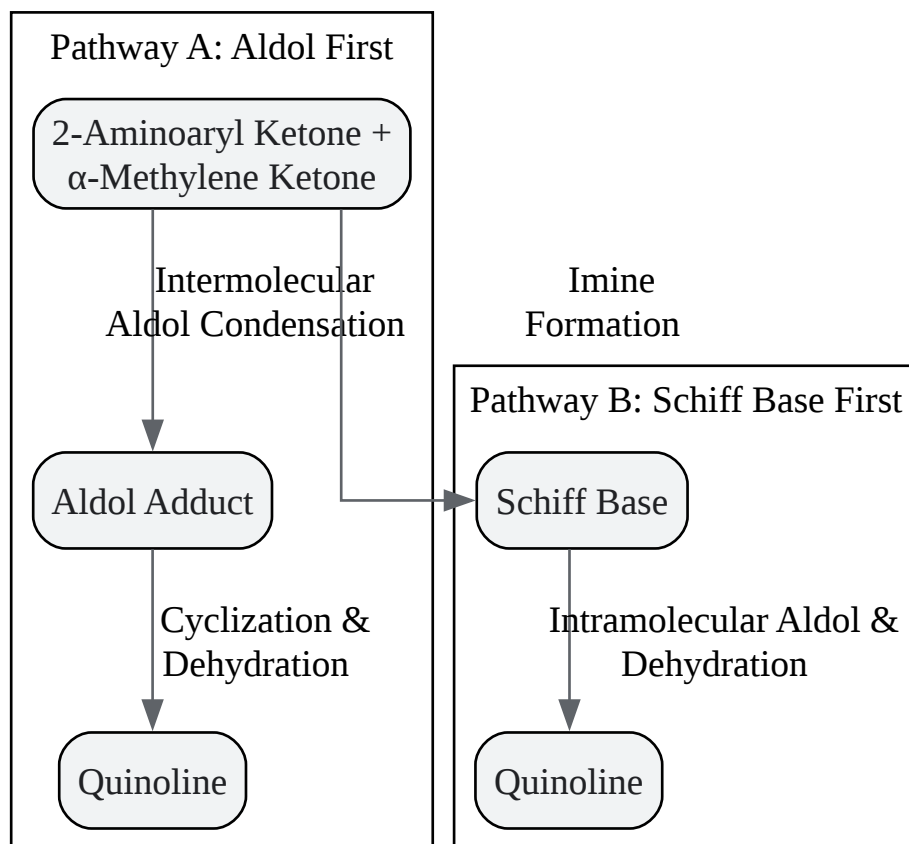 Pathway A: Aldol First
2-Aminoaryl Ketone +
α-Methylene Ketone
Intermolecular
Aldol Condensation
Imine
Formation
Pathway B: Schiff Base First
Aldol Adduct
Schiff Base
Cyclization &
Dehydration
Intramolecular Aldol &
Dehydration
Quinoline
Quinoline